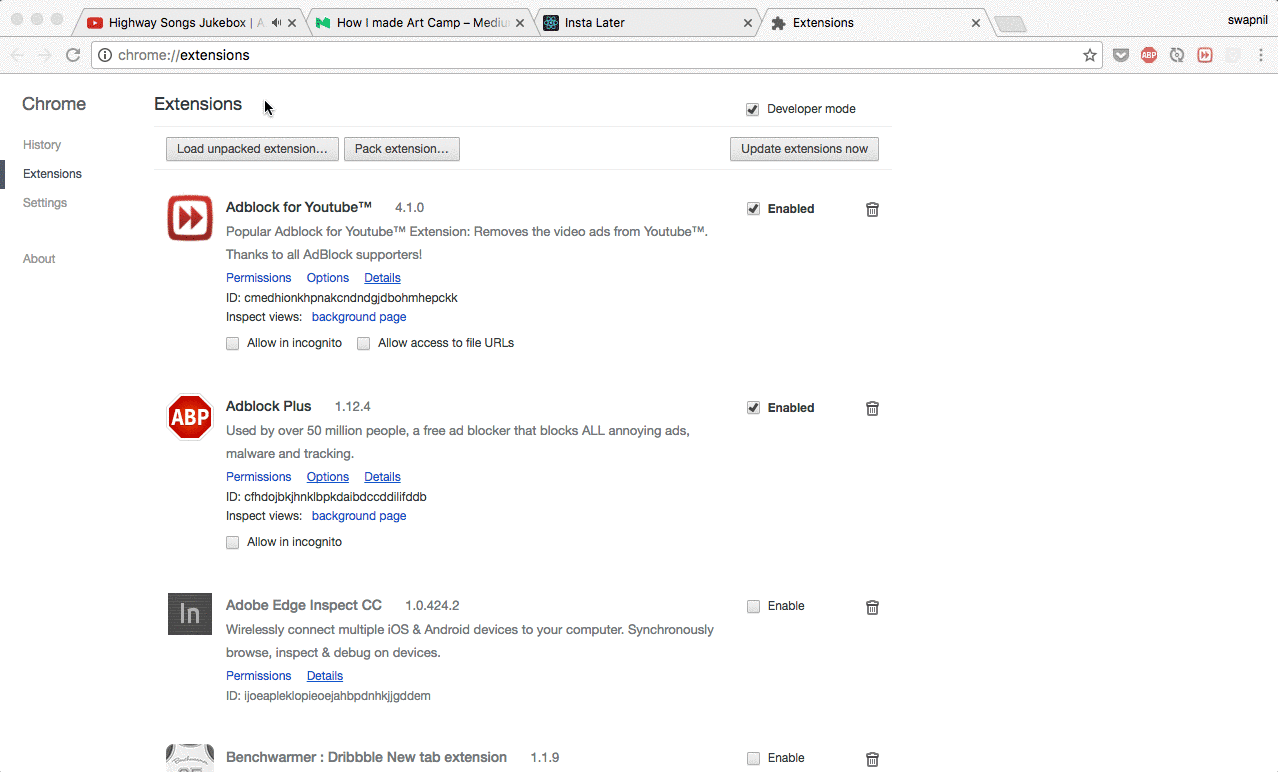 Highway Songs Jukebox | A
How I made Art Camp – Medium
Insta Later
Extensions
swapnil
chrome://extensions
ABP
Chrome
Extensions
Developer mode
History
Extensions
Settings
About
Load unpacked extension...
Pack extension...
Update extensions now
Adblock for Youtube™ 4.1.0
Enabled
Popular Adblock for Youtube™ Extension: Removes the video ads from Youtube™.
Thanks to all AdBlock supporters!
Permissions Options Details
ID: cmedhionkhpnakcndndgjdbohmhepckk
Inspect views: background page
Allow in incognito Allow access to file URLs
ABP
Adblock Plus 1.12.4
Enabled
Used by over 50 million people, a free ad blocker that blocks ALL annoying ads,
malware and tracking.
Permissions Options Details
ID: cfhdojbkjhnklbpkdaibdccddilifddb
Inspect views: background page
Allow in incognito
In
Adobe Edge Inspect CC 1.0.424.2
Enable
Wirelessly connect multiple iOS & Android devices to your computer. Synchronously
browse, inspect & debug on devices.
Permissions Details
ID: ijoeapleklopieoejahbpdnhkjjgddem
Benchwarmer : Dribbble New tab extension 1.1.9
Enable